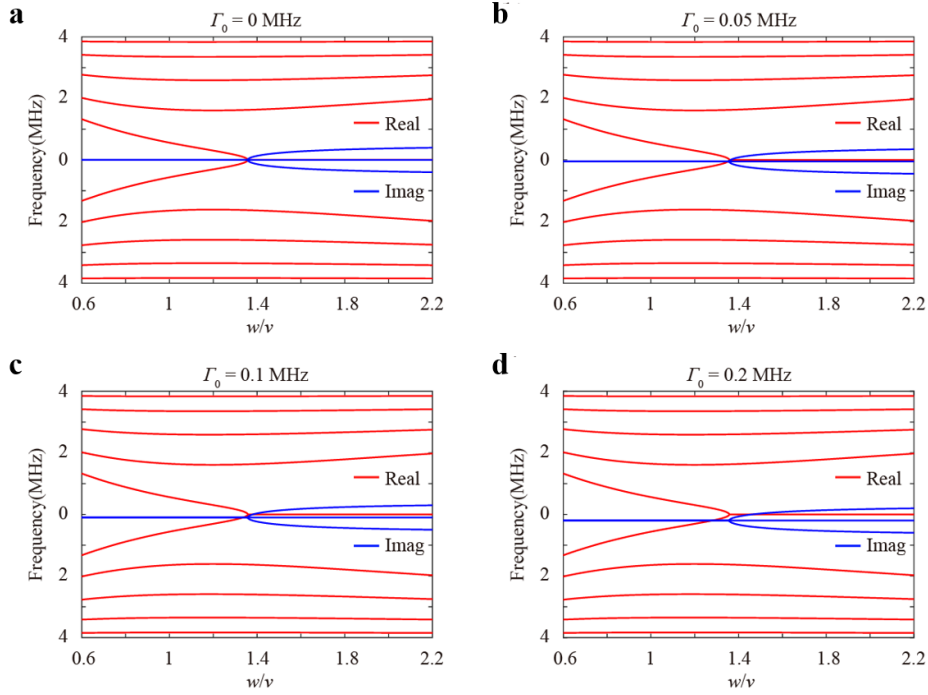 a
Γ₀ = 0 MHz
4
2
0
2
4
Frequency(MHz)
Real
Imag
0.6
1
1.4
1.8
2.2
w/v
b
Γ₀ = 0.05 MHz
4
2
0
2
4
Frequency(MHz)
Real
Imag
0.6
1
1.4
1.8
2.2
w/v
c
Γ₀ = 0.1 MHz
4
2
0
2
4
Frequency(MHz)
Real
Imag
0.6
1
1.4
1.8
2.2
w/v
d
Γ₀ = 0.2 MHz
4
2
0
2
4
Frequency(MHz)
Real
Imag
0.6
1
1.4
1.8
2.2
w/v